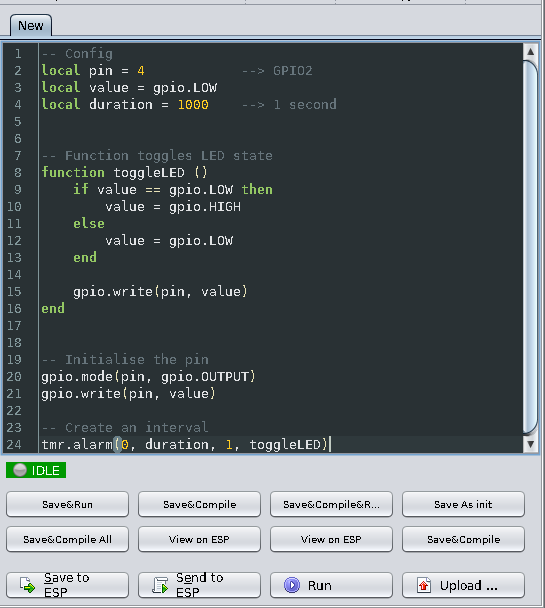 New
1 -- Config
2 local pin = 4            --> GPIO2
3 local value = gpio.LOW
4 local duration = 1000    --> 1 second
5
6
7 -- Function toggles LED state
8 function toggleLED ()
9     if value == gpio.LOW then
10         value = gpio.HIGH
11     else
12         value = gpio.LOW
13     end
14
15     gpio.write(pin, value)
16 end
17
18
19 -- Initialise the pin
20 gpio.mode(pin, gpio.OUTPUT)
21 gpio.write(pin, value)
22
23 -- Create an interval
24 tmr.alarm(0, duration, 1, toggleLED)
IDLE
Save&Run Save&Compile Save&Compile&R... Save As init
Save&Compile All View on ESP View on ESP Save&Compile
Save to ESP Send to ESP Run Upload ...